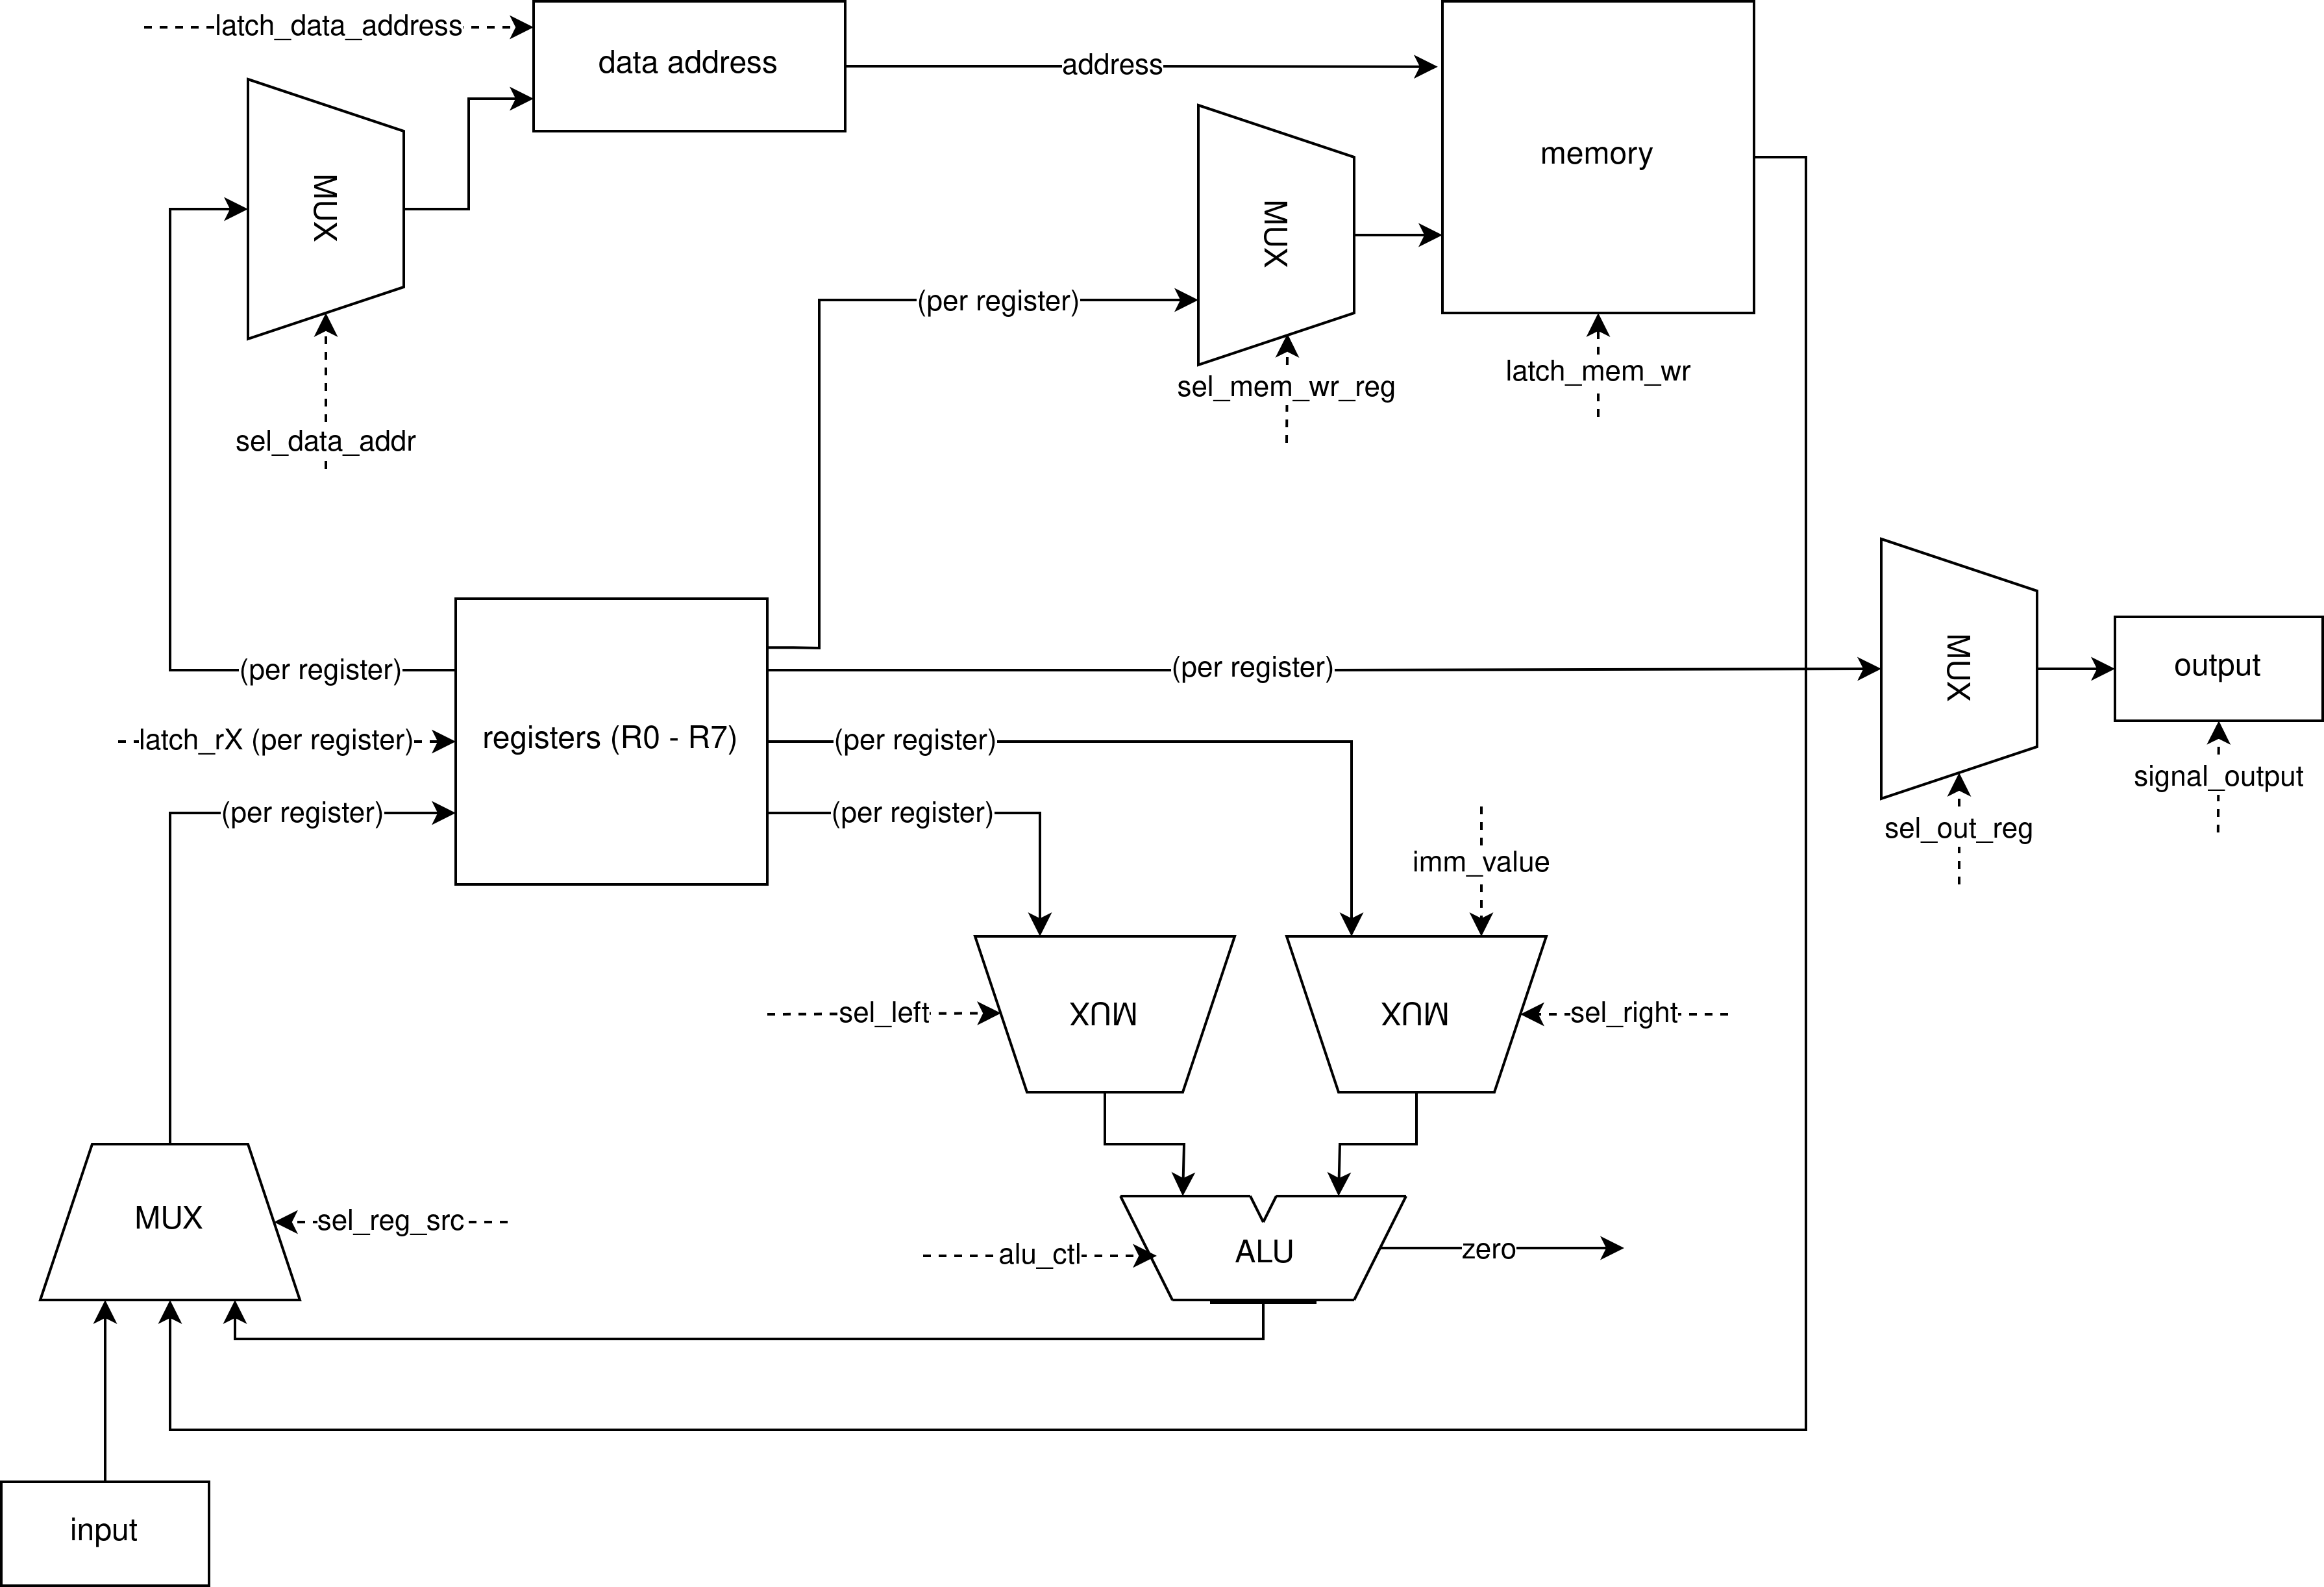 latch_data_address
data address
address
memory
MUX
MUX
(per register)
latch_mem_wr
sel_mem_wr_reg
sel_data_addr
(per register)
(per register)
MUX
output
registers (R0 - R7)
latch_rX (per register)
(per register)
signal_output
(per register)
(per register)
sel_out_reg
imm_value
sel_left
MUX
MUX
sel_right
MUX
sel_reg_src
alu_ctl
ALU
zero
input